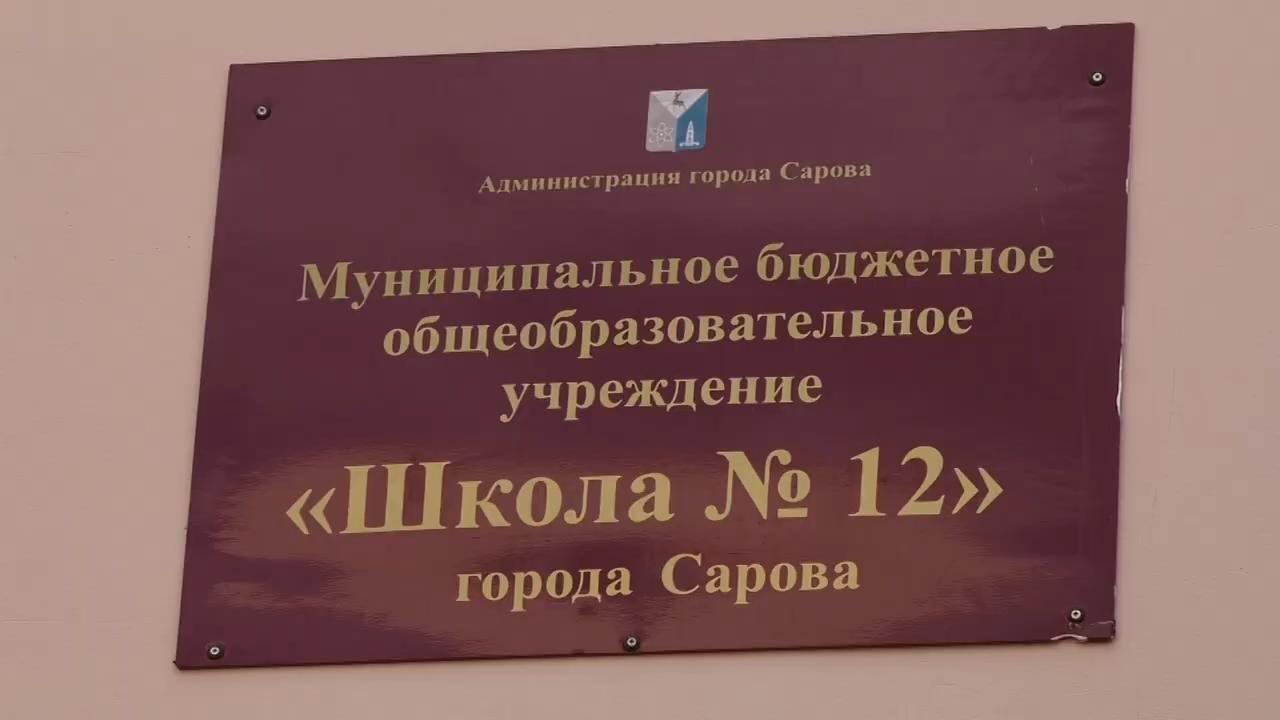 Администрация города Сарова
Муниципальное бюджетное
общеобразовательное
учреждение
«Школа № 12»
города Сарова